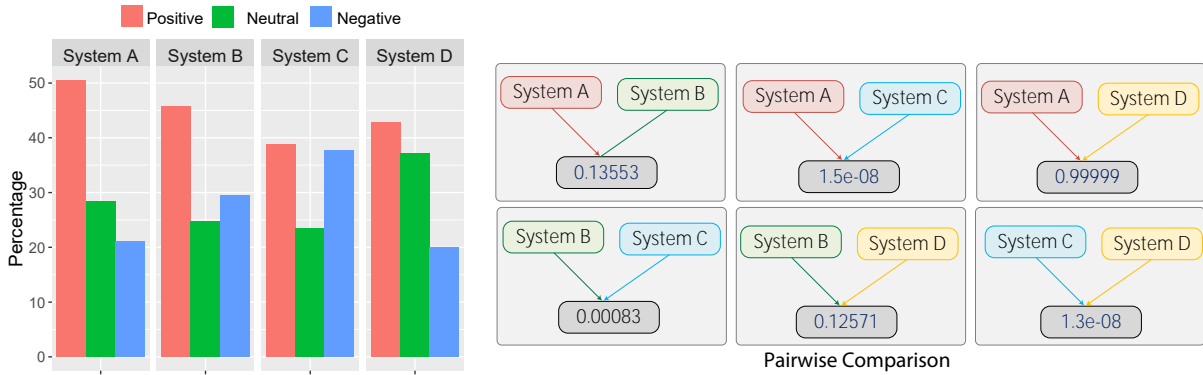 Positive Neutral Negative
System A System B System C System D
Percentage
50
40
30
20
10
0
System A System B
0.13553
System A System C
1.5e-08
System A System D
0.99999
System B System C
0.00083
System B System D
0.12571
System C System D
1.3e-08
Pairwise Comparison